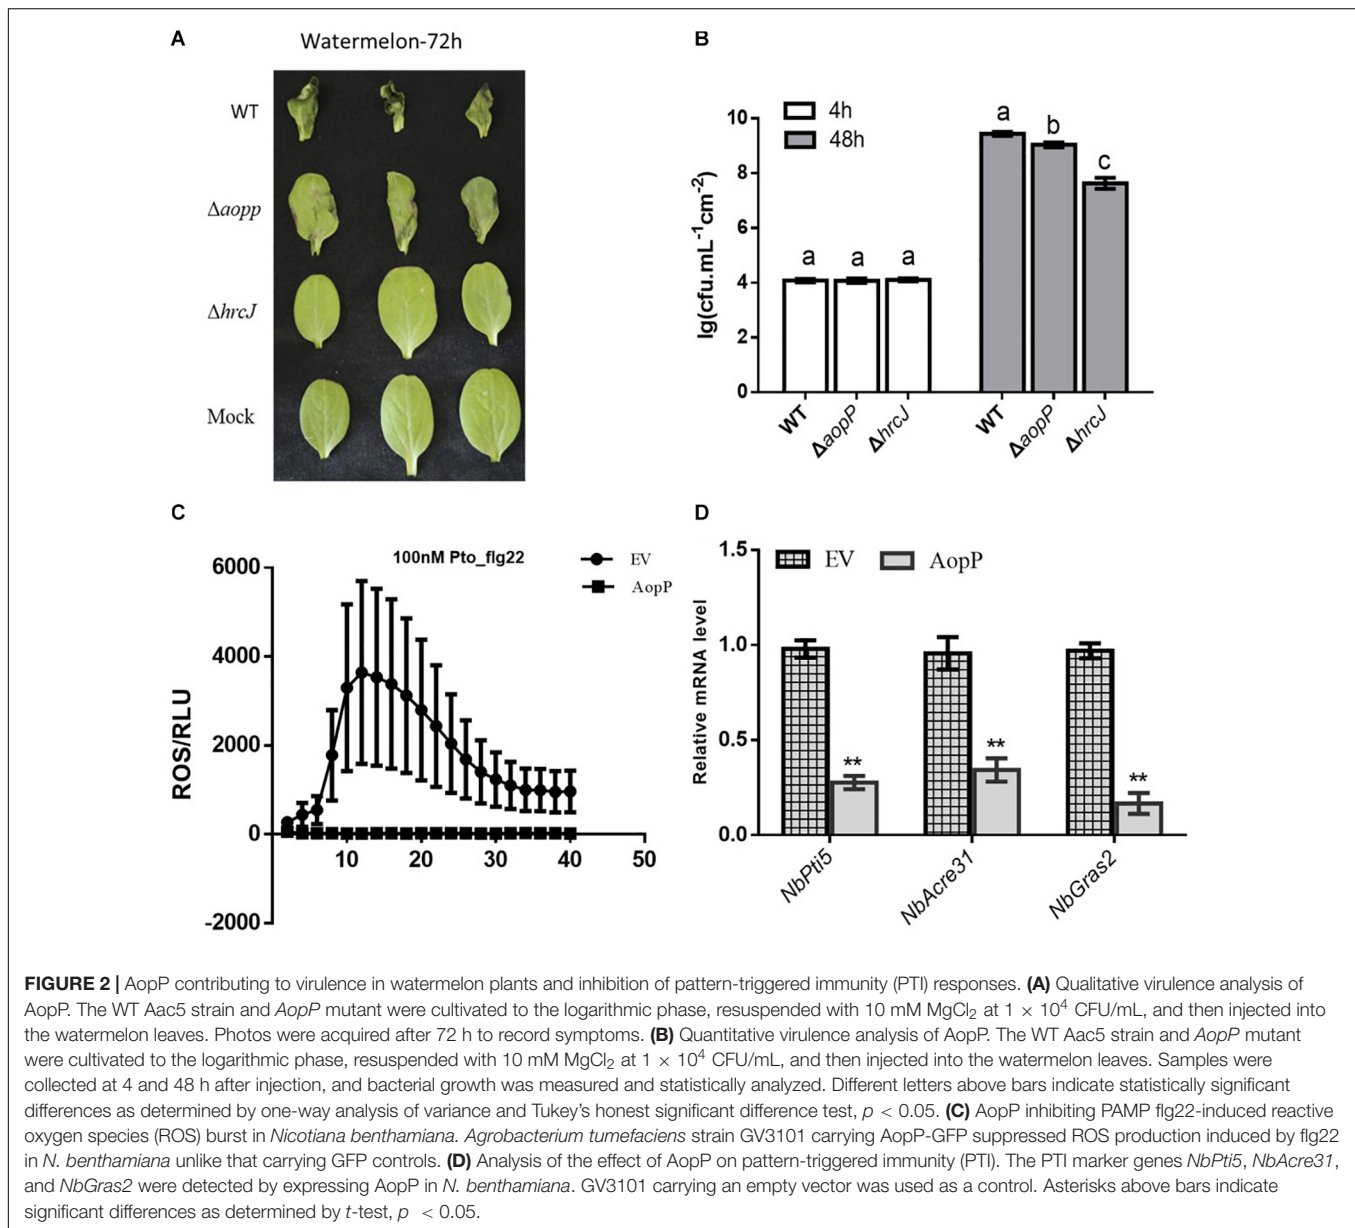 A
Watermelon-72h
WT
Δaopp
ΔhrcJ
Mock
B
4h
48h
lg(cfu.mL⁻¹cm⁻²)
10
8
6
4
2
0
a
a
a
a
b
c
WT
ΔaopP
ΔhrcJ
WT
ΔaopP
ΔhrcJ
C
100nM Pto_flg22
EV
AopP
ROS/RLU
6000
4000
2000
0
-2000
10
20
30
40
50
D
EV
AopP
Relative mRNA level
1.5
1.0
0.5
0.0
**
**
**
NbPti5
NbAcre31
NbGras2
FIGURE 2 | AopP contributing to virulence in watermelon plants and inhibition of pattern-triggered immunity (PTI) responses. (A) Qualitative virulence analysis of
AopP. The WT Aac5 strain and AopP mutant were cultivated to the logarithmic phase, resuspended with 10 mM MgCl₂ at 1 × 10⁴ CFU/mL, and then injected into
the watermelon leaves. Photos were acquired after 72 h to record symptoms. (B) Quantitative virulence analysis of AopP. The WT Aac5 strain and AopP mutant
were cultivated to the logarithmic phase, resuspended with 10 mM MgCl₂ at 1 × 10⁴ CFU/mL, and then injected into the watermelon leaves. Samples were
collected at 4 and 48 h after injection, and bacterial growth was measured and statistically analyzed. Different letters above bars indicate statistically significant
differences as determined by one-way analysis of variance and Tukey's honest significant difference test, p < 0.05. (C) AopP inhibiting PAMP flg22-induced reactive
oxygen species (ROS) burst in Nicotiana benthamiana. Agrobacterium tumefaciens strain GV3101 carrying AopP-GFP suppressed ROS production induced by flg22
in N. benthamiana unlike that carrying GFP controls. (D) Analysis of the effect of AopP on pattern-triggered immunity (PTI). The PTI marker genes NbPti5, NbAcre31,
and NbGras2 were detected by expressing AopP in N. benthamiana. GV3101 carrying an empty vector was used as a control. Asterisks above bars indicate
significant differences as determined by t-test, p < 0.05.